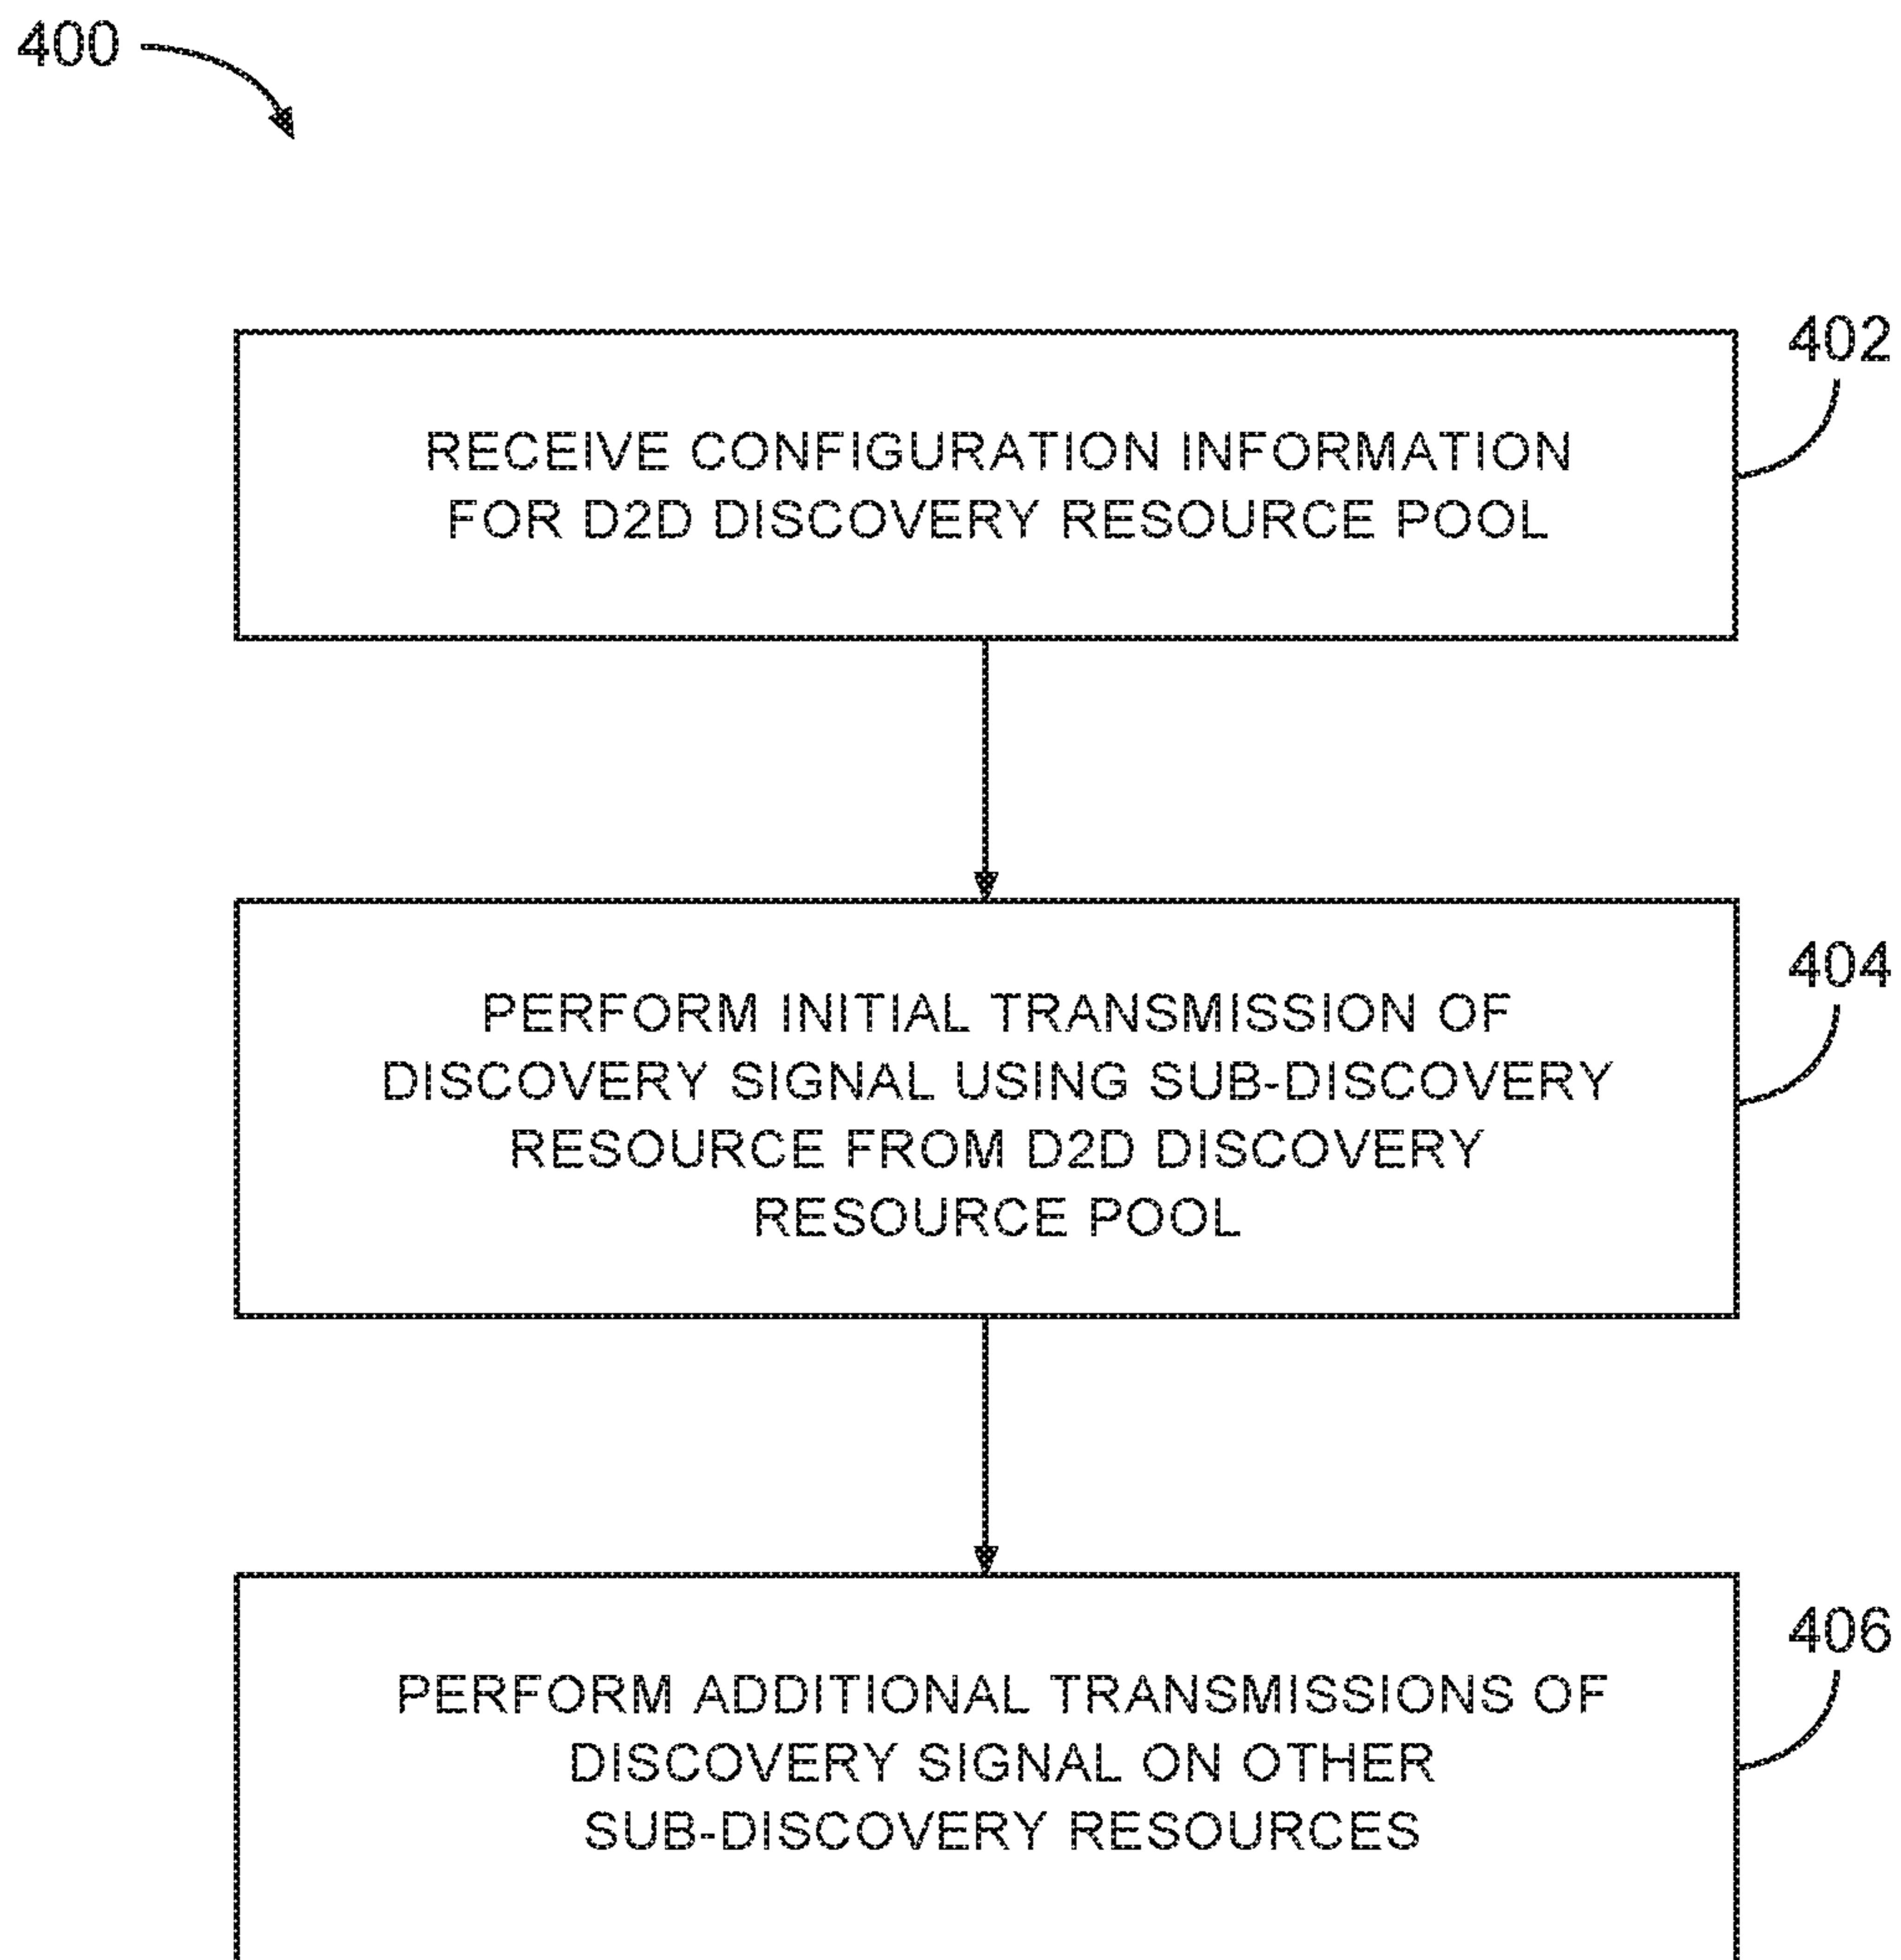 400
402
RECEIVE CONFIGURATION INFORMATION
FOR D2D DISCOVERY RESOURCE POOL
404
PERFORM INITIAL TRANSMISSION OF
DISCOVERY SIGNAL USING SUB-DISCOVERY
RESOURCE FROM D2D DISCOVERY
RESOURCE POOL
406
PERFORM ADDITIONAL TRANSMISSIONS OF
DISCOVERY SIGNAL ON OTHER
SUB-DISCOVERY RESOURCES